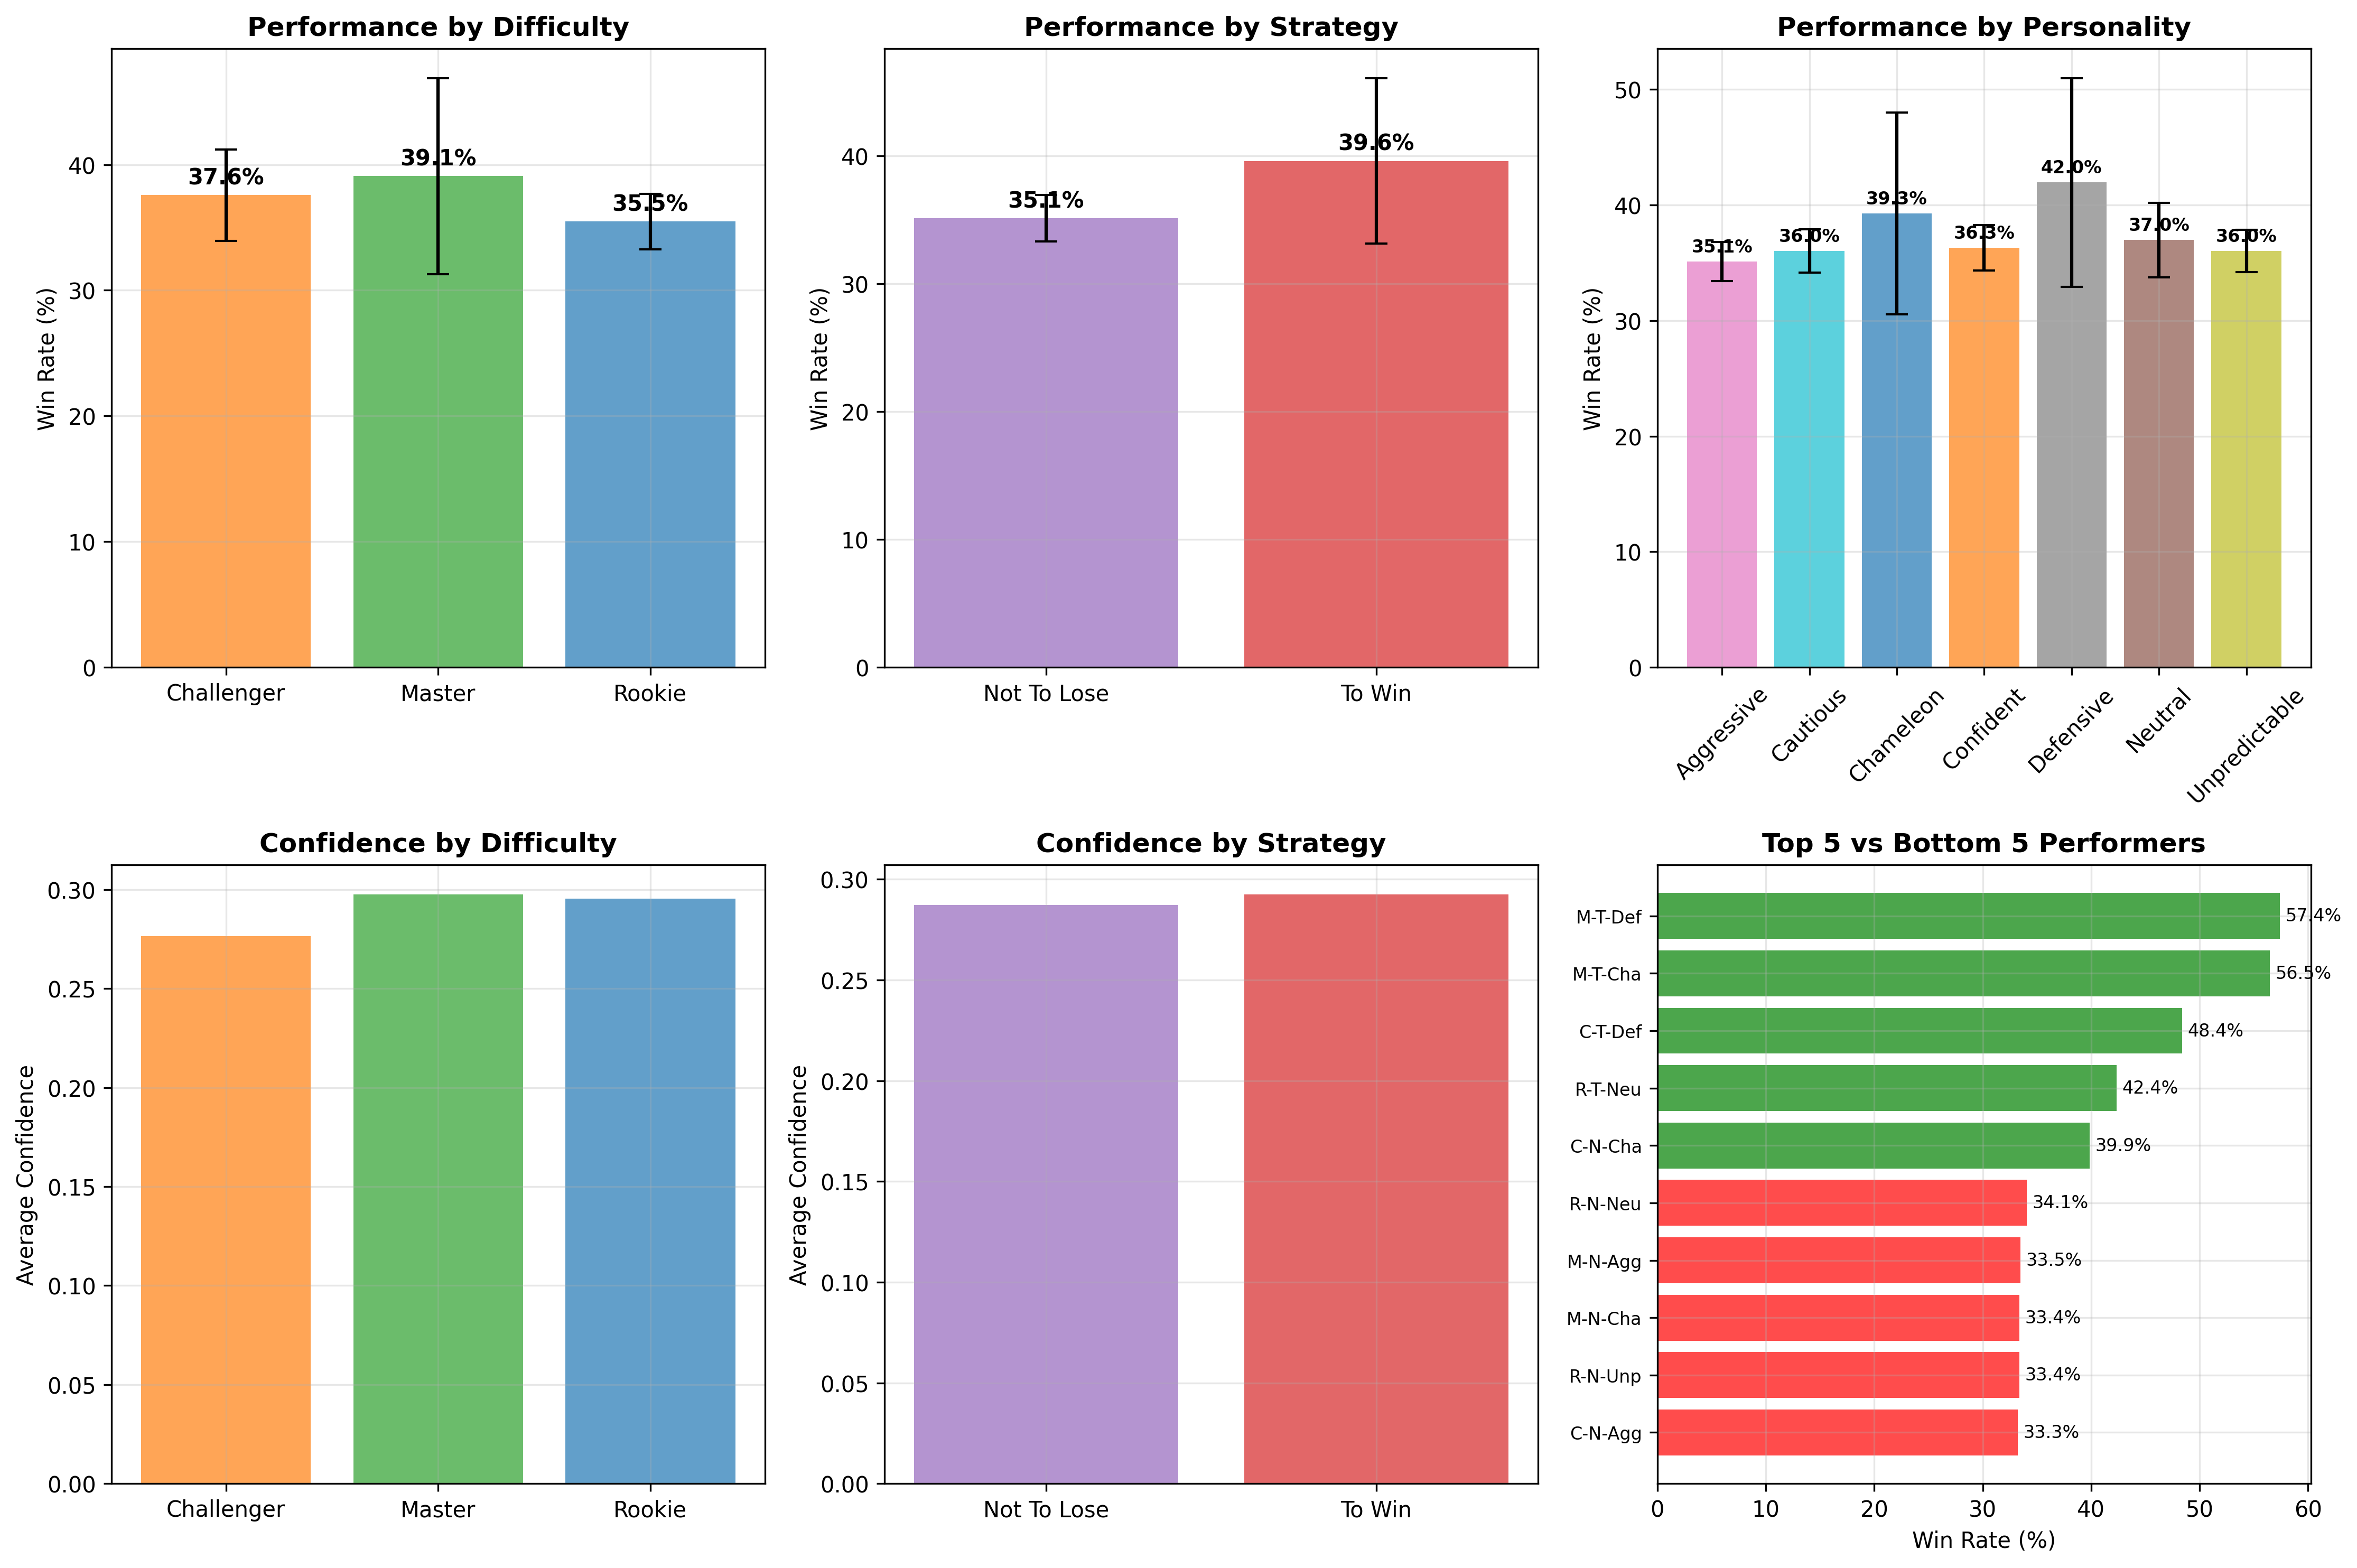 Performance by Difficulty
Win Rate (%)
40
30
20
10
0
37.6%
39.1%
35.5%
Challenger
Master
Rookie
Performance by Strategy
Win Rate (%)
40
30
20
10
0
35.1%
39.6%
Not To Lose
To Win
Performance by Personality
Win Rate (%)
50
40
30
20
10
0
35.1%
36.0%
39.3%
36.3%
42.0%
37.0%
36.0%
Aggressive
Cautious
Chameleon
Confident
Defensive
Neutral
Unpredictable
Confidence by Difficulty
Average Confidence
0.30
0.25
0.20
0.15
0.10
0.05
0.00
Challenger
Master
Rookie
Confidence by Strategy
Average Confidence
0.30
0.25
0.20
0.15
0.10
0.05
0.00
Not To Lose
To Win
Top 5 vs Bottom 5 Performers
M-T-Def 57.4%
M-T-Cha 56.5%
C-T-Def 48.4%
R-T-Neu 42.4%
C-N-Cha 39.9%
R-N-Neu 34.1%
M-N-Agg 33.5%
M-N-Cha 33.4%
R-N-Unp 33.4%
C-N-Agg 33.3%
0 10 20 30 40 50 60
Win Rate (%)